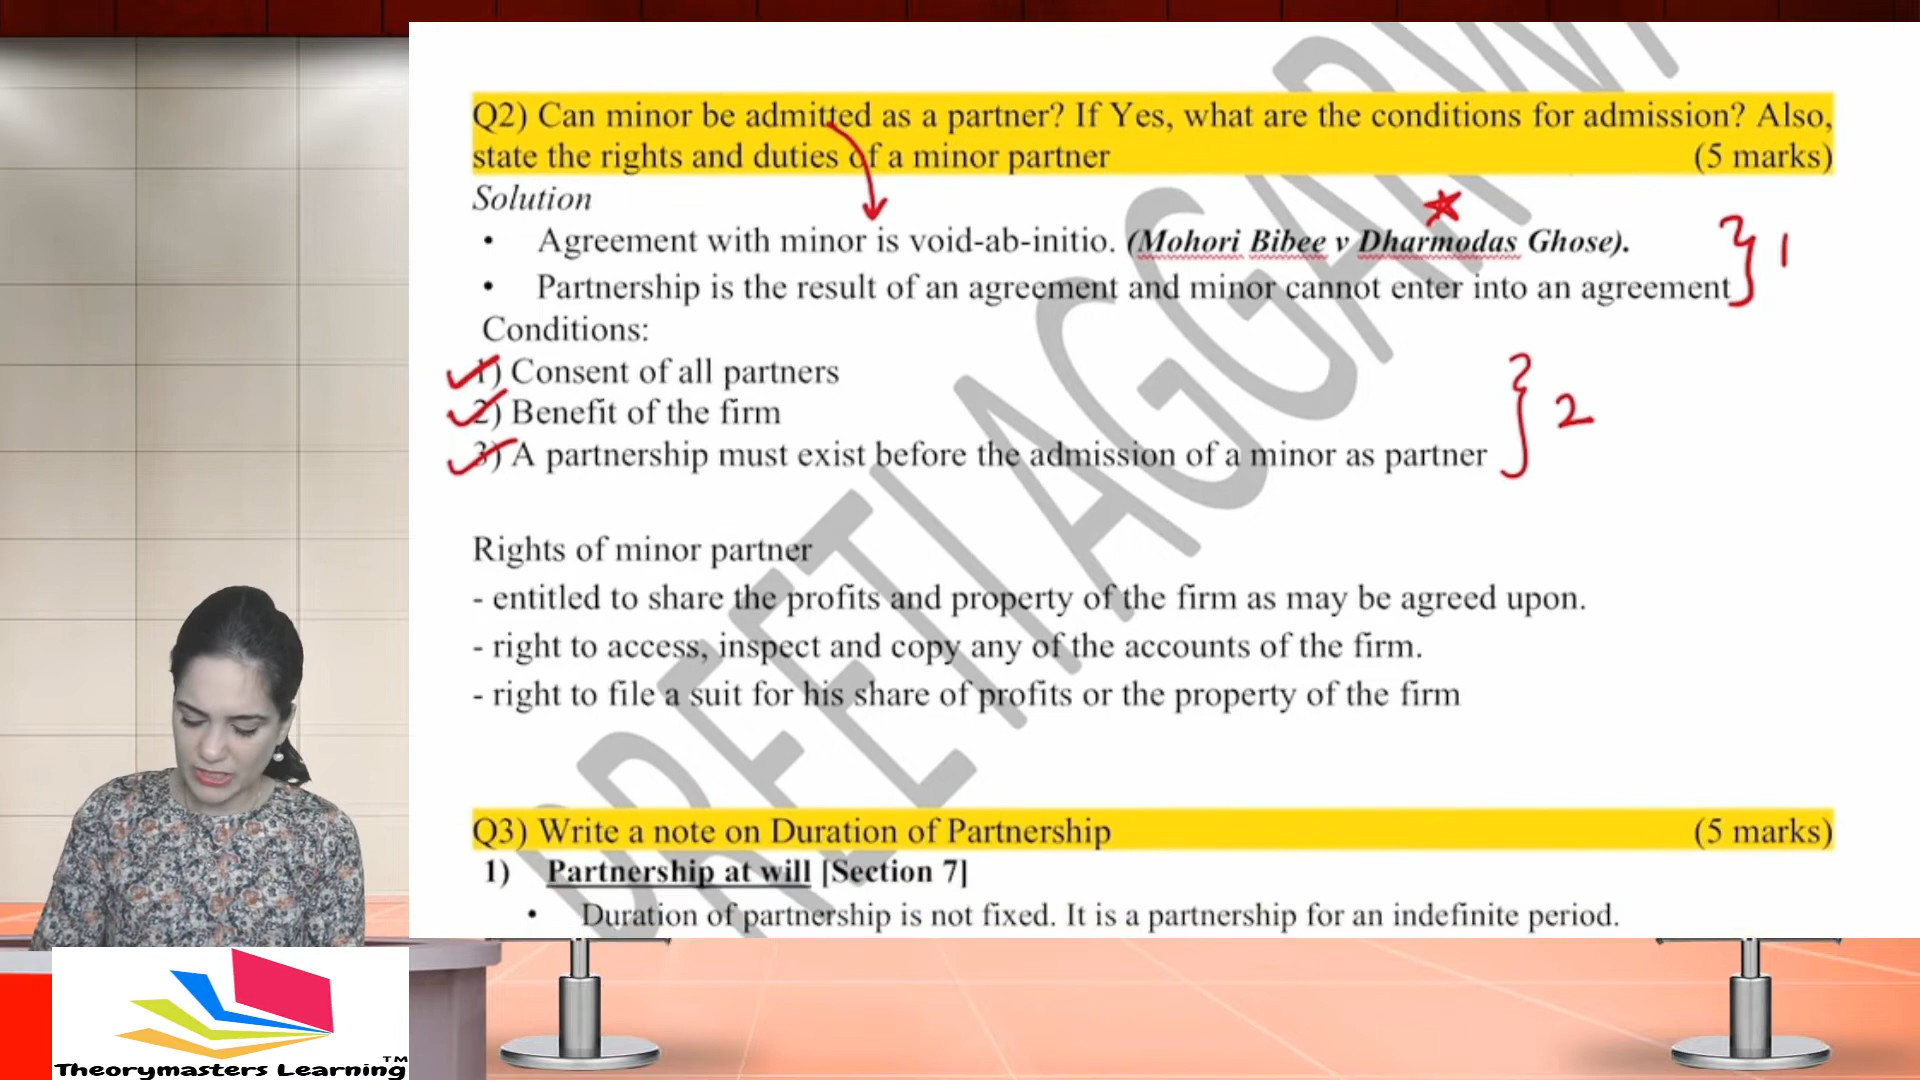 Q2) Can minor be admitted as a partner? If Yes, what are the conditions for admission? Also,
state the rights and duties of a minor partner (5 marks)
Solution
• Agreement with minor is void-ab-initio. (Mohori Bibee v Dharmodas Ghose).
• Partnership is the result of an agreement and minor cannot enter into an agreement
} 1
Conditions:
1) Consent of all partners
2) Benefit of the firm
3) A partnership must exist before the admission of a minor as partner
} 2
Rights of minor partner
- entitled to share the profits and property of the firm as may be agreed upon.
- right to access, inspect and copy any of the accounts of the firm.
- right to file a suit for his share of profits or the property of the firm
Q3) Write a note on Duration of Partnership (5 marks)
1) Partnership at will [Section 7]
• Duration of partnership is not fixed. It is a partnership for an indefinite period.
Theorymasters Learning™